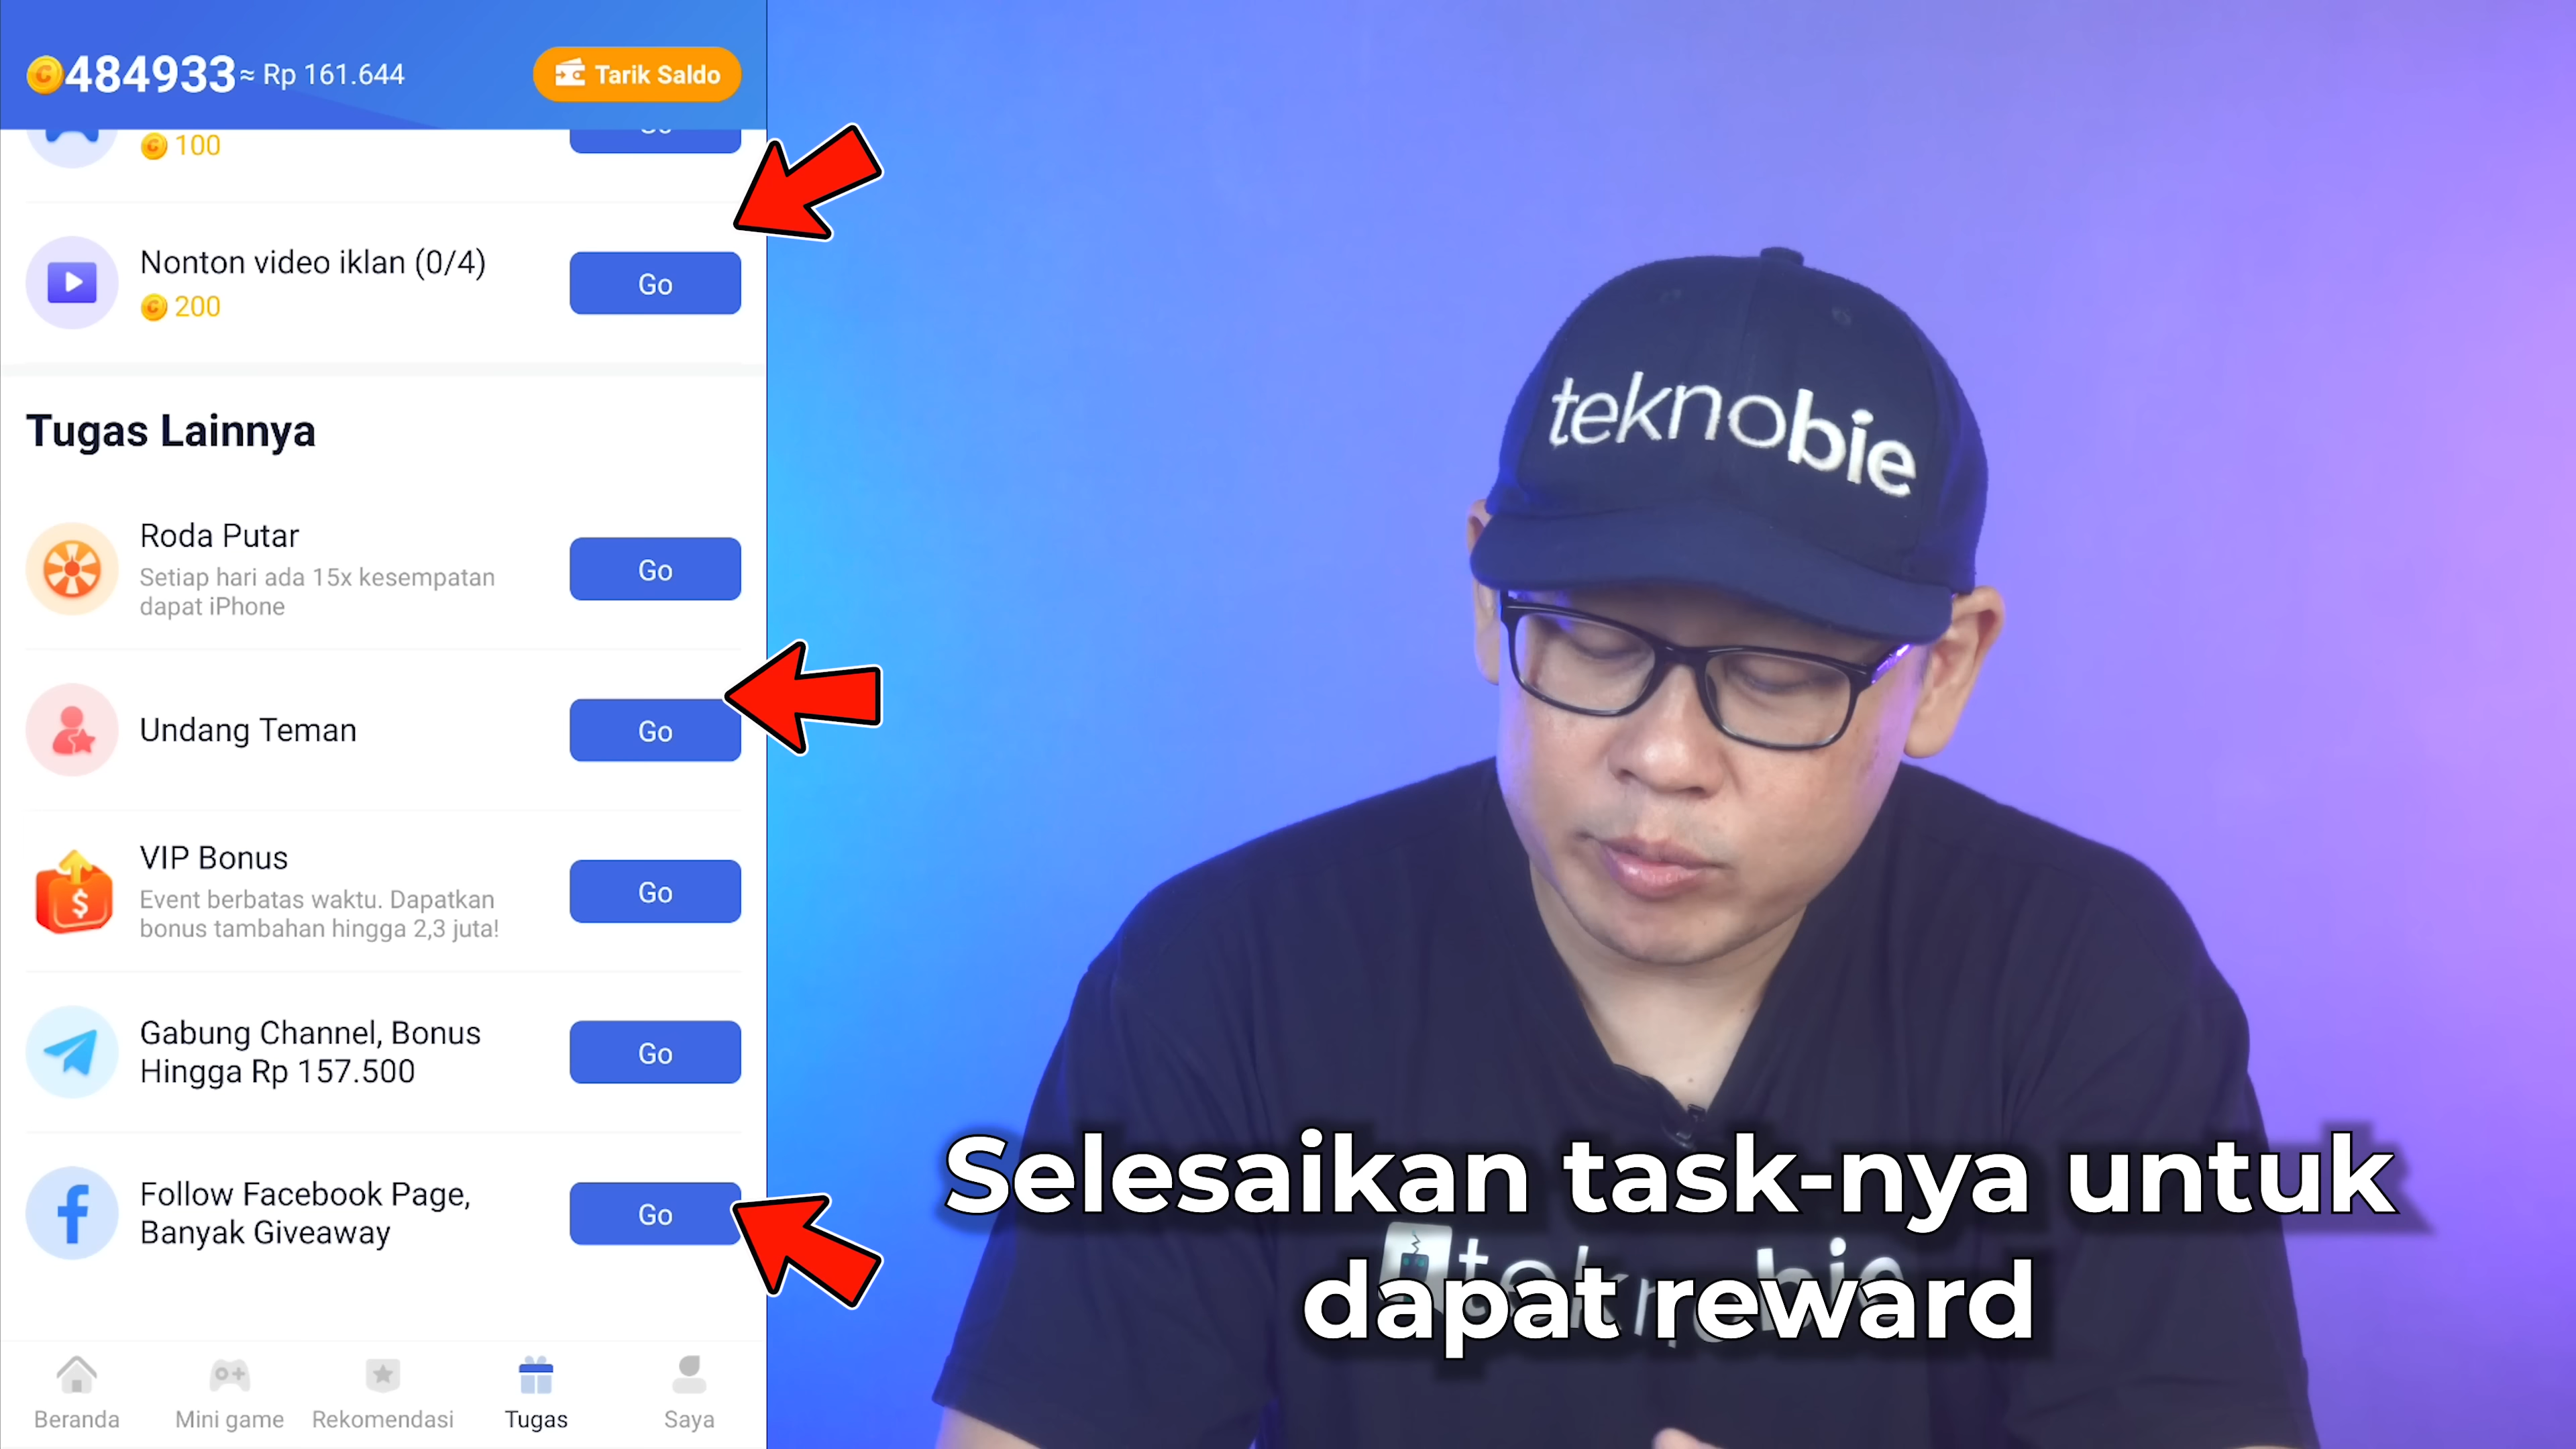 484933 ≈ Rp 161.644
Tarik Saldo
100
Nonton video iklan (0/4)
200
Go
Tugas Lainnya
Roda Putar
Setiap hari ada 15x kesempatan
dapat iPhone
Go
Undang Teman
Go
VIP Bonus
Event berbatas waktu. Dapatkan
bonus tambahan hingga 2,3 juta!
Go
Gabung Channel, Bonus
Hingga Rp 157.500
Go
Follow Facebook Page,
Banyak Giveaway
Go
Beranda
Mini game
Rekomendasi
Tugas
Saya
teknobie
Selesaikan task-nya untuk
dapat reward